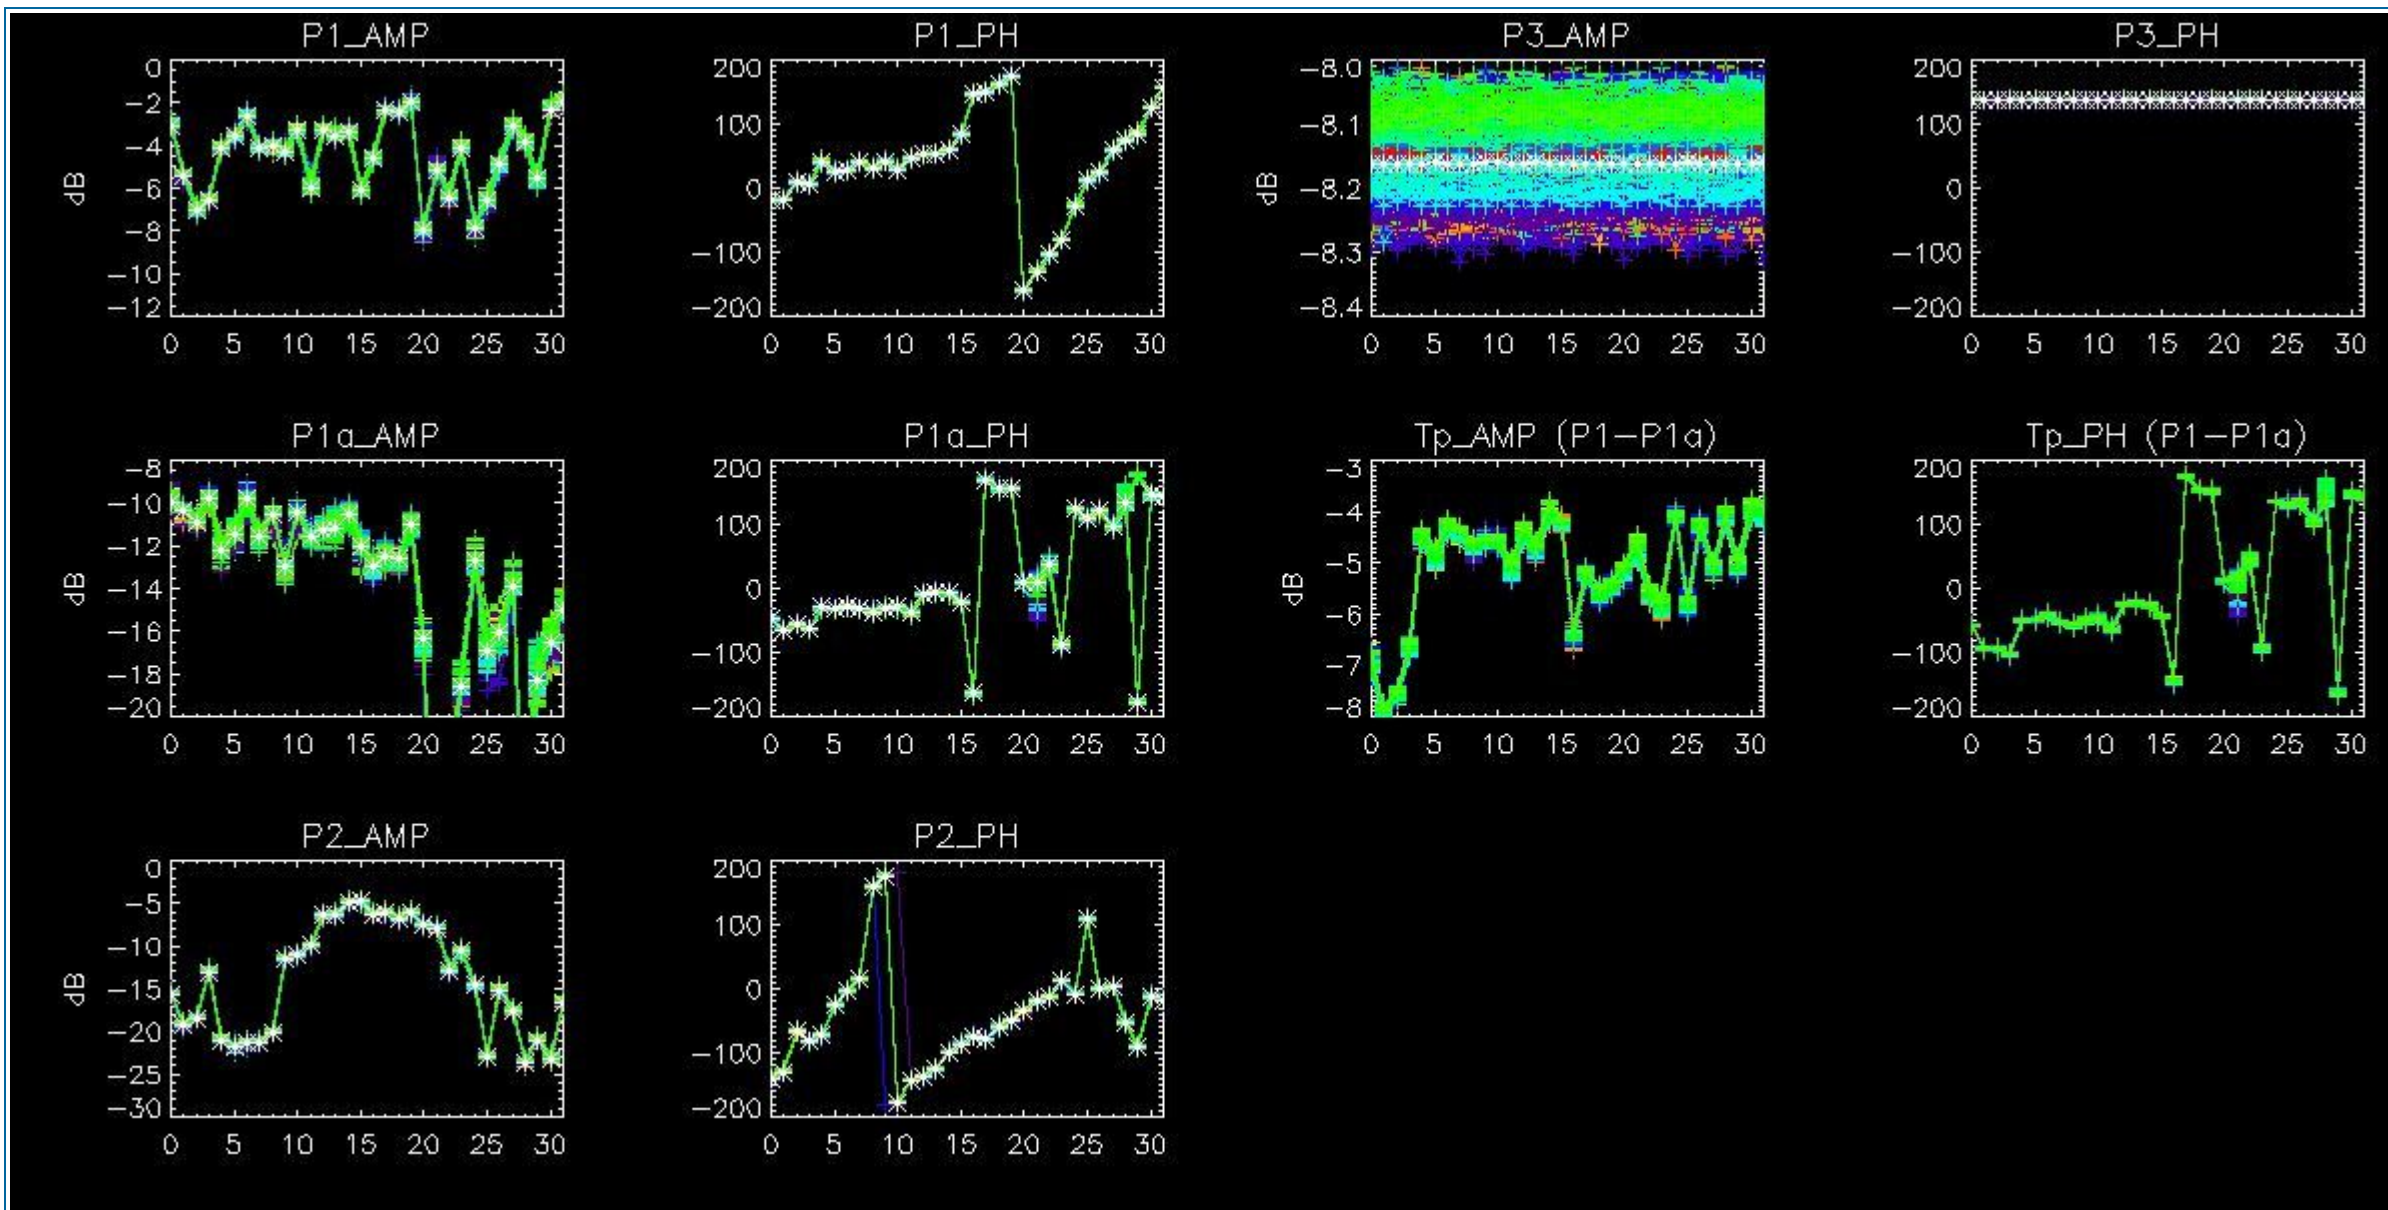 P1_AMP
P1_PH
P3_AMP
P3_PH
0
−2
−4
−6
−8
−10
−12
dB
0 5 10 15 20 25 30
200
100
0
−100
−200
0 5 10 15 20 25 30
−8.0
−8.1
−8.2
−8.3
−8.4
dB
0 5 10 15 20 25 30
200
100
0
−100
−200
0 5 10 15 20 25 30
P1a_AMP
P1a_PH
Tp_AMP (P1−P1a)
Tp_PH (P1−P1a)
−8
−10
−12
−14
−16
−18
−20
dB
0 5 10 15 20 25 30
200
100
0
−100
−200
0 5 10 15 20 25 30
−3
−4
−5
−6
−7
−8
dB
0 5 10 15 20 25 30
200
100
0
−100
−200
0 5 10 15 20 25 30
P2_AMP
P2_PH
0
−5
−10
−15
−20
−25
−30
dB
0 5 10 15 20 25 30
200
100
0
−100
−200
0 5 10 15 20 25 30